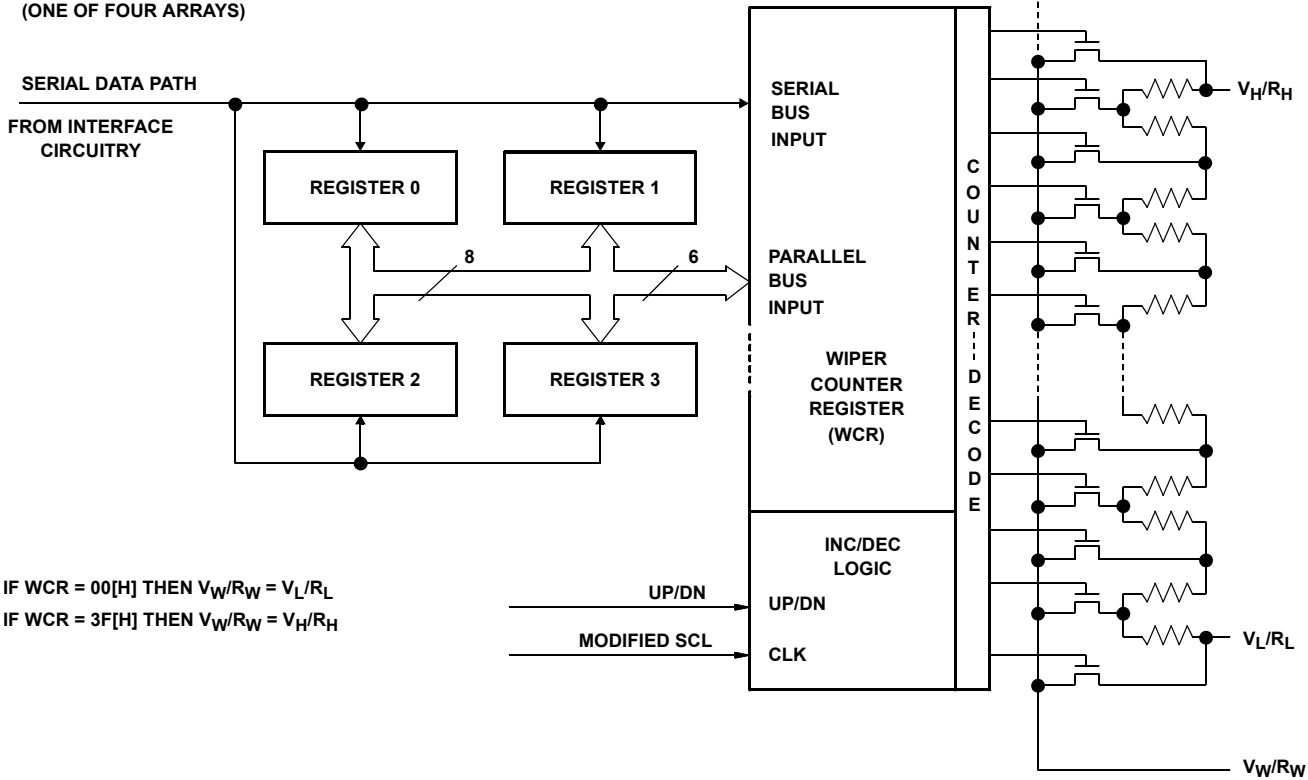 (ONE OF FOUR ARRAYS)
SERIAL DATA PATH
FROM INTERFACE
CIRCUITRY
REGISTER 0
REGISTER 1
8
6
REGISTER 2
REGISTER 3
SERIAL
BUS
INPUT
PARALLEL
BUS
INPUT
WIPER
COUNTER
REGISTER
(WCR)
INC/DEC
LOGIC
UP/DN
UP/DN
MODIFIED SCL
CLK
IF WCR = 00[H] THEN VW/RW = VL/RL
IF WCR = 3F[H] THEN VW/RW = VH/RH
C
O
U
N
T
E
R
D
E
C
O
D
E
VH/RH
VL/RL
VW/RW